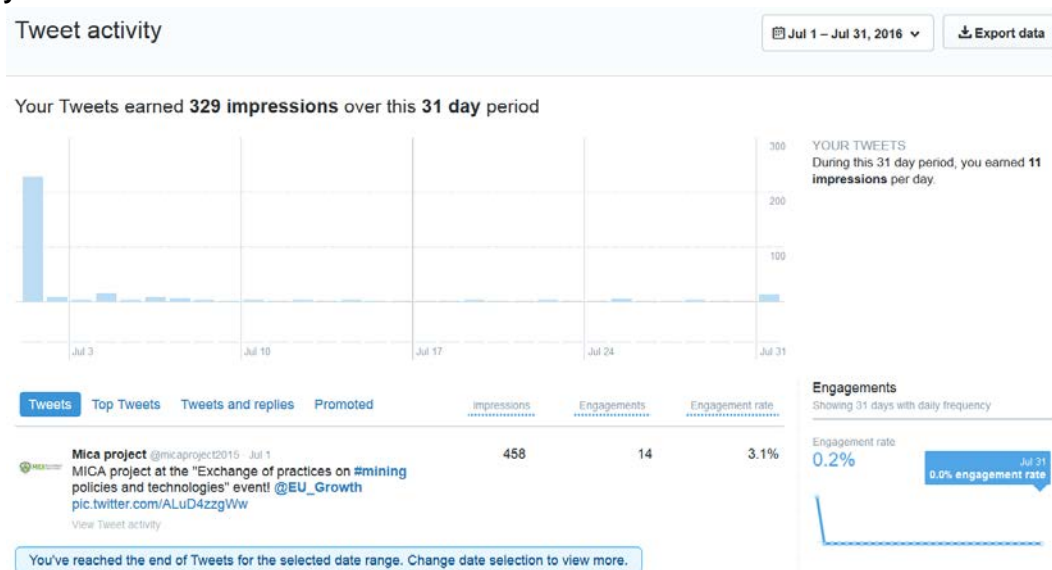 Tweet activity
Jul 1 – Jul 31, 2016
Export data
Your Tweets earned 329 impressions over this 31 day period
300
200
100
Jul 3
Jul 10
Jul 17
Jul 24
Jul 31
YOUR TWEETS
During this 31 day period, you earned 11
impressions per day.
Tweets Top Tweets Tweets and replies Promoted
Impressions Engagements Engagement rate
Mica project @micaproject2015 · Jul 1
MICA project at the "Exchange of practices on #mining
policies and technologies" event! @EU_Growth
pic.twitter.com/ALuD4zzgWw
458 14 3.1%
View Tweet activity
You've reached the end of Tweets for the selected date range. Change date selection to view more.
Engagements
Showing 31 days with daily frequency
Engagement rate
0.2%
Jul 31
0.0% engagement rate